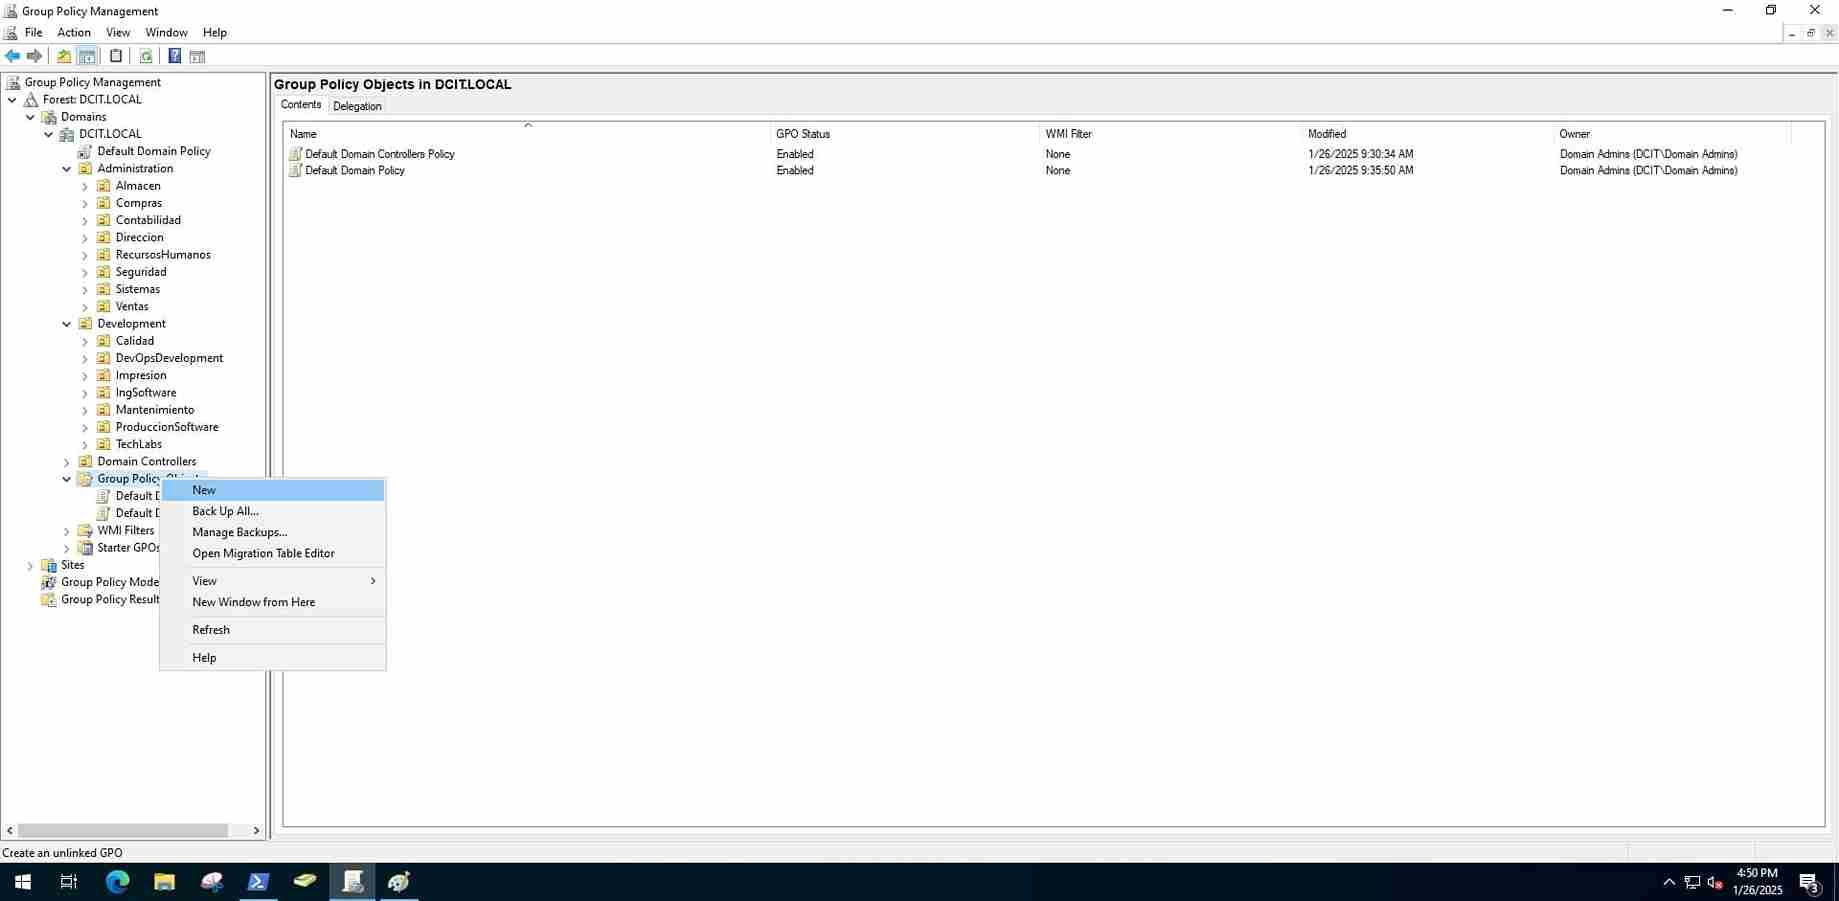 Group Policy Management
File Action View Window Help
Group Policy Management
Forest: DCIT.LOCAL
Domains
DCIT.LOCAL
Default Domain Policy
Administration
Almacen
Compras
Contabilidad
Direccion
RecursosHumanos
Seguridad
Sistemas
Ventas
Development
Calidad
DevOpsDevelopment
Impresion
IngSoftware
Mantenimiento
ProduccionSoftware
TechLabs
Domain Controllers
Group Policy Object
Default D
Default D
WMI Filters
Starter GPOs
Sites
Group Policy Mode
Group Policy Result
New
Back Up All...
Manage Backups...
Open Migration Table Editor
View
New Window from Here
Refresh
Help
Group Policy Objects in DCIT.LOCAL
Contents Delegation
Name GPO Status WMI Filter Modified Owner
Default Domain Controllers Policy Enabled None 1/26/2025 9:30:34 AM Domain Admins (DCIT\Domain Admins)
Default Domain Policy Enabled None 1/26/2025 9:35:50 AM Domain Admins (DCIT\Domain Admins)
Create an unlinked GPO
4:50 PM
1/26/2025
3